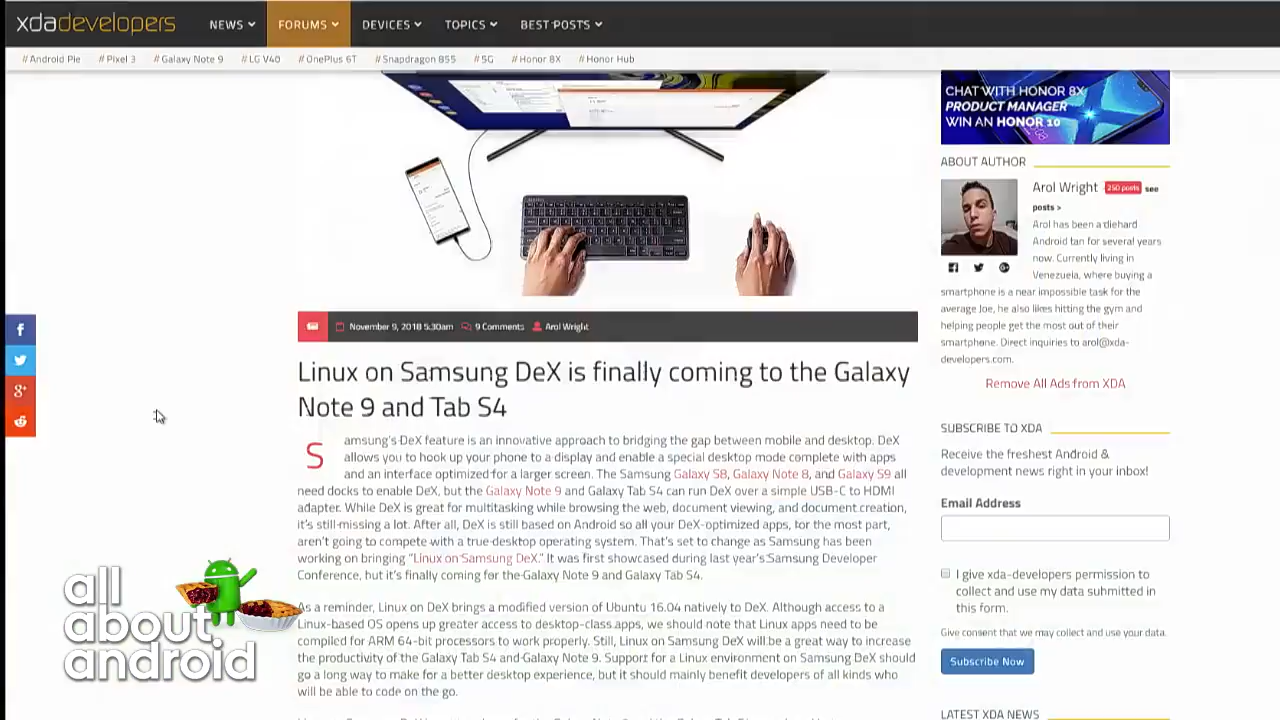 xdadevelopers NEWS FORUMS DEVICES TOPICS BEST POSTS
# Android Pie # Pixel 3 # Galaxy Note 9 # LG V40 # OnePlus 6T # Snapdragon 855 # 5G # Honor 8X # Honor Hub
CHAT WITH HONOR 8X
PRODUCT MANAGER
WIN AN HONOR 10
ABOUT AUTHOR
Arol Wright 250 posts see
posts >
Arol has been a diehard
Android fan for several years
now. Currently living in
Venezuela, where buying a
smartphone is a near impossible task for the
average Joe, he also likes hitting the gym and
helping people get the most out of their
smartphone. Direct inquiries to arol@xda-
developers.com.
Remove All Ads from XDA
SUBSCRIBE TO XDA
Receive the freshest Android &
development news right in your inbox!
Email Address
I give xda-developers permission to
collect and use my data submitted in
this form.
Give consent that we may collect and use your data.
Subscribe Now
LATEST XDA NEWS
November 9, 2018 5:30am 9 Comments Arol Wright
Linux on Samsung DeX is finally coming to the Galaxy
Note 9 and Tab S4
Samsung's DeX feature is an innovative approach to bridging the gap between mobile and desktop. DeX
allows you to hook up your phone to a display and enable a special desktop mode complete with apps
and an interface optimized for a larger screen. The Samsung Galaxy S8, Galaxy Note 8, and Galaxy S9 all
need docks to enable DeX, but the Galaxy Note 9 and Galaxy Tab S4 can run DeX over a simple USB-C to HDMI
adapter. While DeX is great for multitasking while browsing the web, document viewing, and document creation,
it's still missing a lot. After all, DeX is still based on Android so all your DeX-optimized apps, for the most part,
aren't going to compete with a true desktop operating system. That's set to change as Samsung has been
working on bringing "Linux on Samsung DeX." It was first showcased during last year's Samsung Developer
Conference, but it's finally coming for the Galaxy Note 9 and Galaxy Tab S4.
As a reminder, Linux on DeX brings a modified version of Ubuntu 16.04 natively to DeX. Although access to a
Linux-based OS opens up greater access to desktop-class apps, we should note that Linux apps need to be
compiled for ARM 64-bit processors to work properly. Still, Linux on Samsung DeX will be a great way to increase
the productivity of the Galaxy Tab S4 and Galaxy Note 9. Support for a Linux environment on Samsung DeX should
go a long way to make for a better desktop experience, but it should mainly benefit developers of all kinds who
will be able to code on the go.
all
about
android